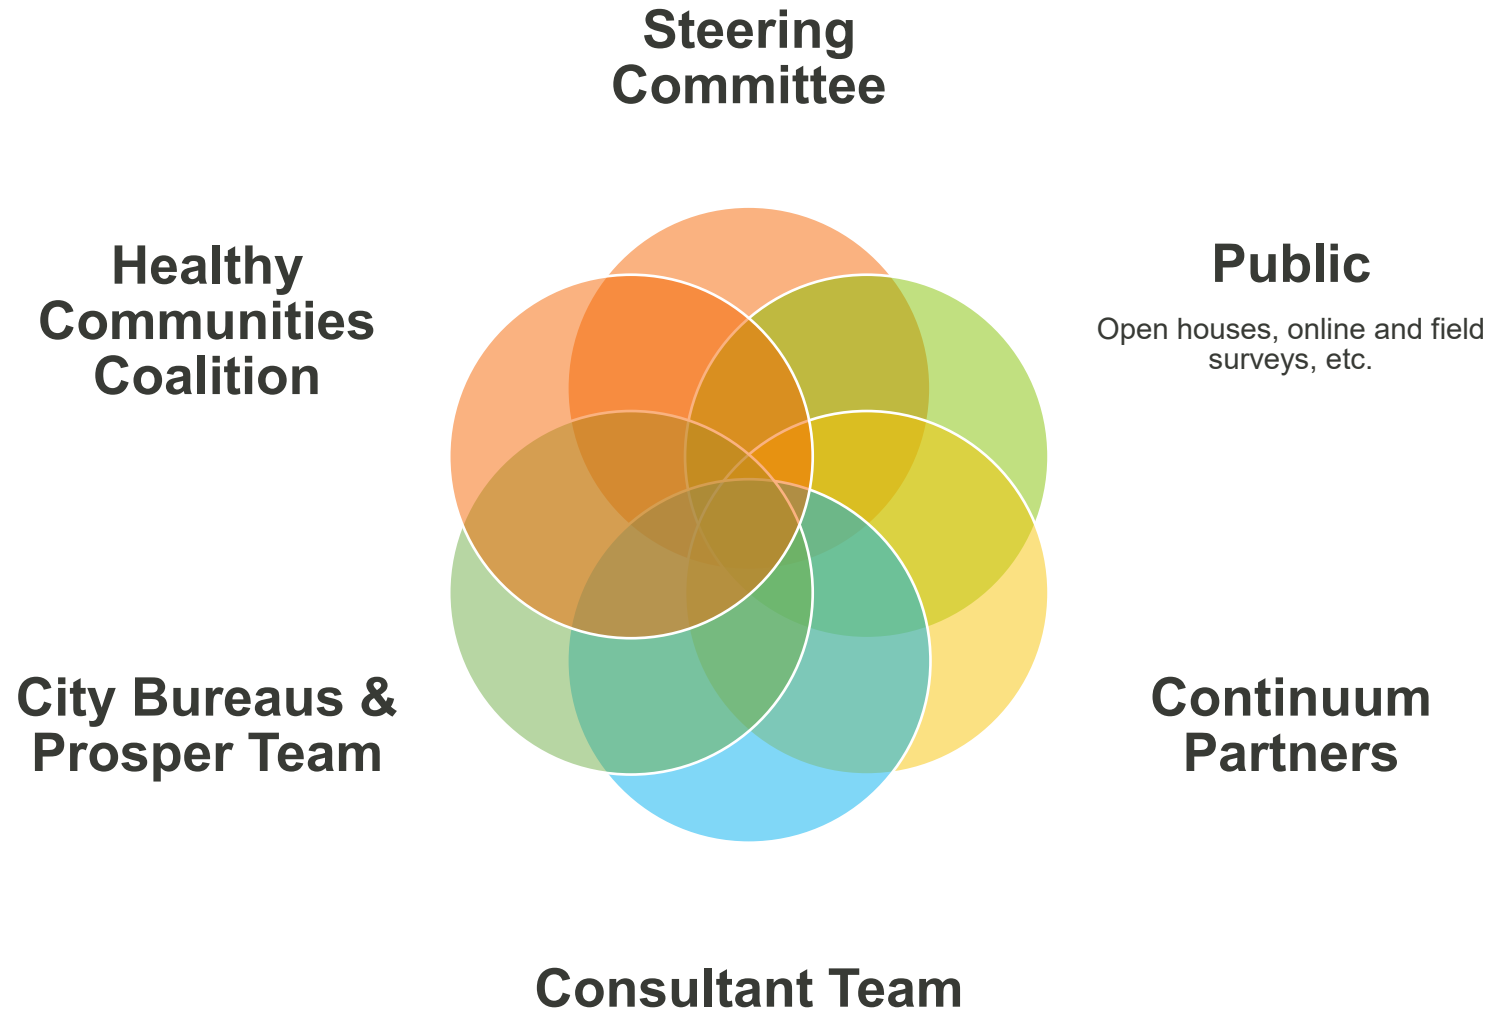 Steering
Committee
Healthy
Communities
Coalition
Public
Open houses, online and field
surveys, etc.
City Bureaus &
Prosper Team
Continuum
Partners
Consultant Team